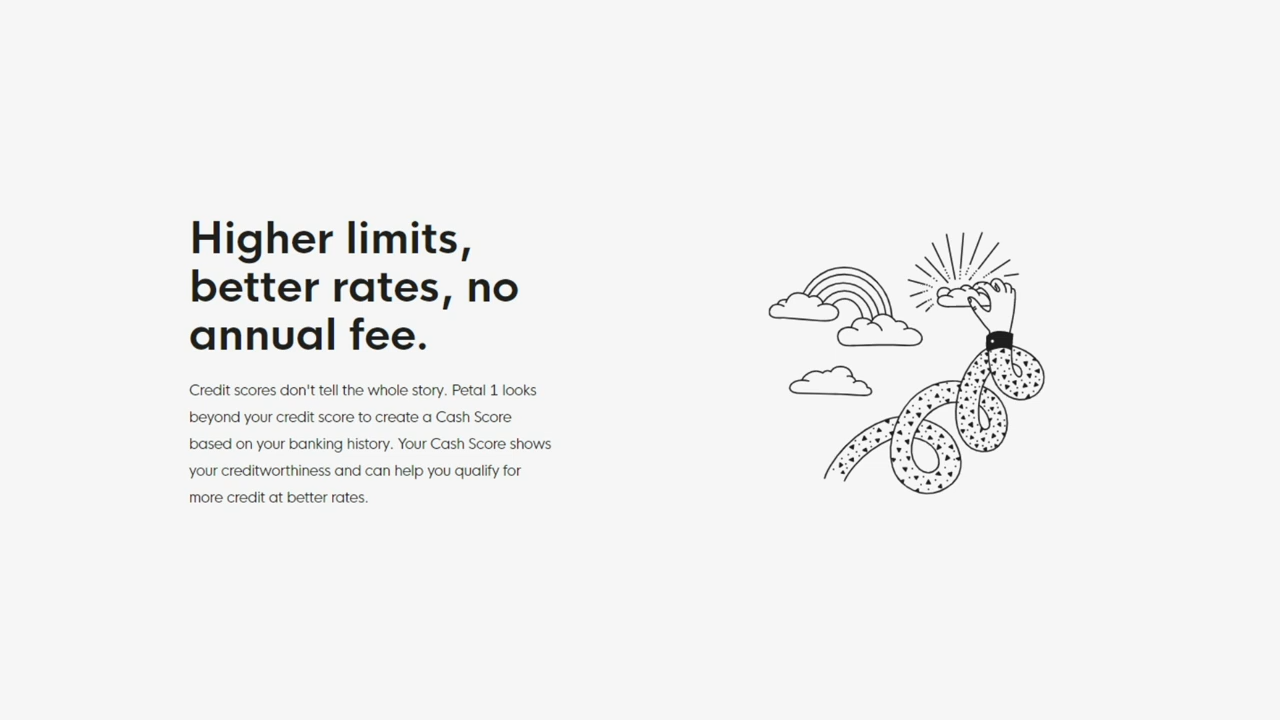 Higher limits,
better rates, no
annual fee.
Credit scores don't tell the whole story. Petal 1 looks
beyond your credit score to create a Cash Score
based on your banking history. Your Cash Score shows
your creditworthiness and can help you qualify for
more credit at better rates.